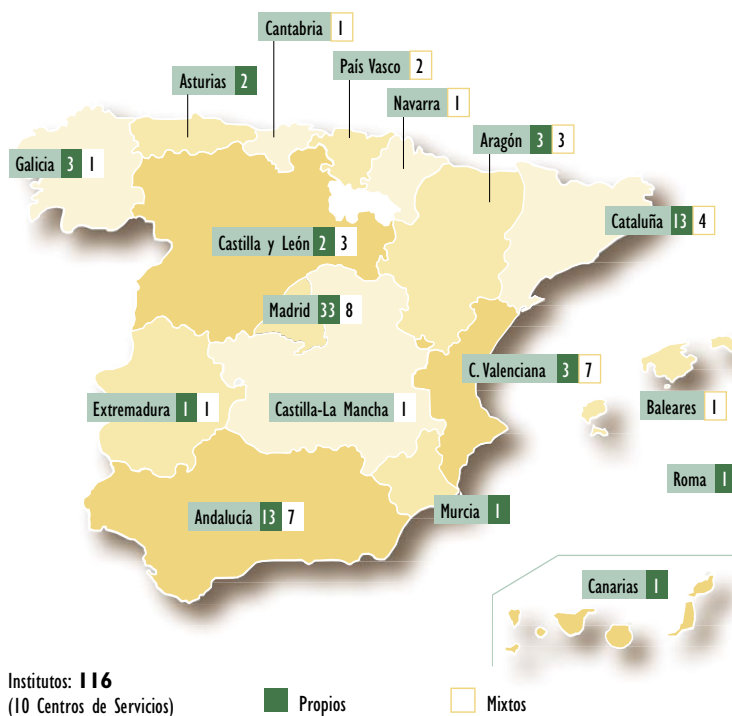 Cantabria 1
País Vasco 2
Asturias 2
Navarra 1
Aragón 3 3
Galicia 3 1
Cataluña 13 4
Castilla y León 2 3
Madrid 33 8
C. Valenciana 3 7
Extremadura 1 1
Castilla-La Mancha 1
Baleares 1
Roma 1
Andalucía 13 7
Murcia 1
Canarias 1
Institutos: 116
(10 Centros de Servicios)
Propios
Mixtos